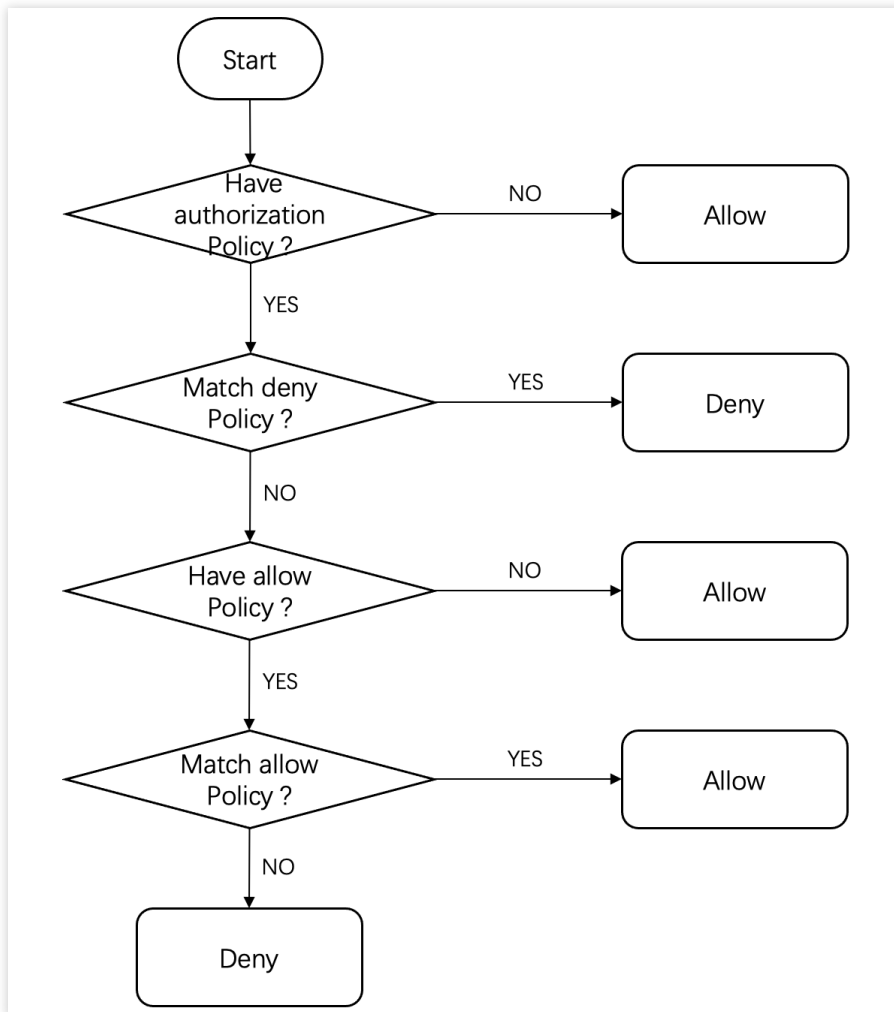 Start
Have
authorization
Policy ?
NO
Allow
YES
Match deny
Policy ?
YES
Deny
NO
Have allow
Policy ?
NO
Allow
YES
Match allow
Policy ?
YES
Allow
NO
Deny